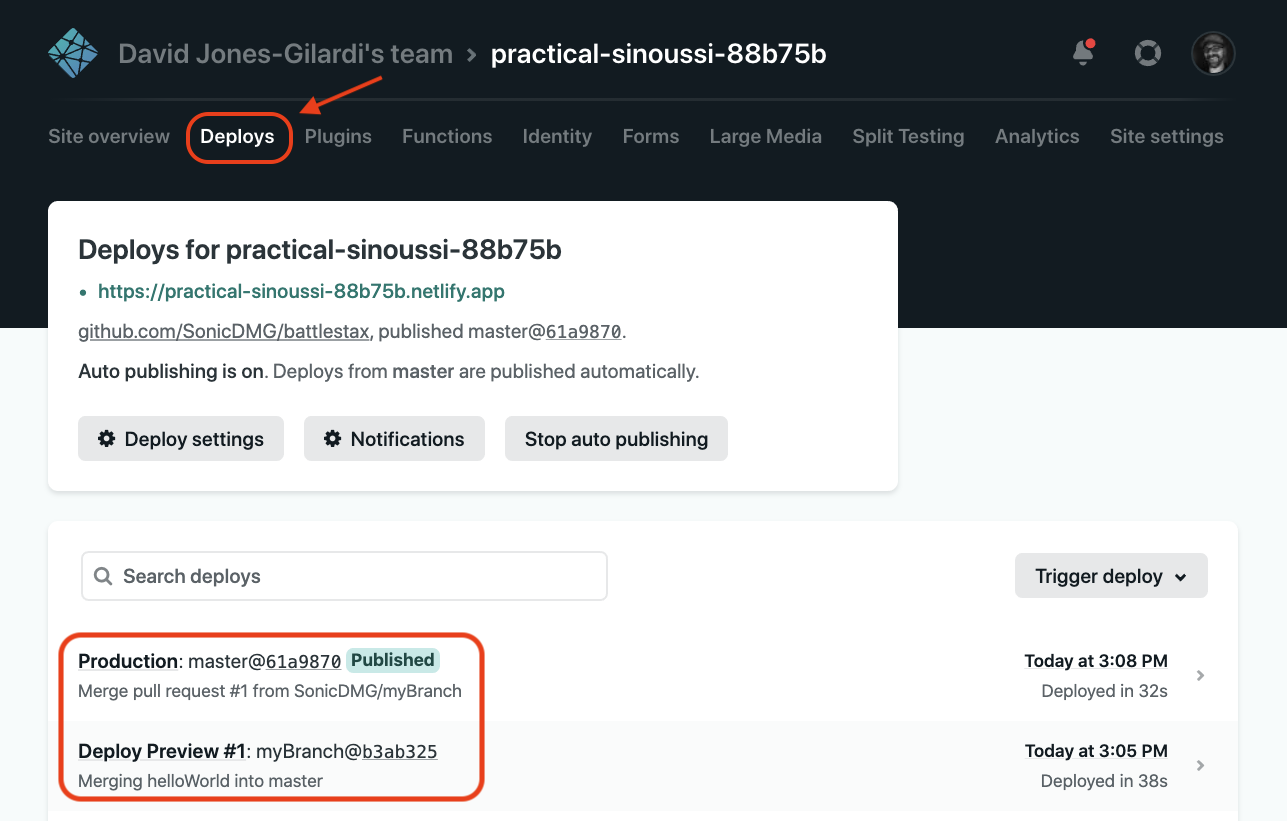 David Jones-Gilardi's team > practical-sinoussi-88b75b
Site overview Deploys Plugins Functions Identity Forms Large Media Split Testing Analytics Site settings
Deploys for practical-sinoussi-88b75b
• https://practical-sinoussi-88b75b.netlify.app
github.com/SonicDMG/battlestax, published master@61a9870.
Auto publishing is on. Deploys from master are published automatically.
Deploy settings Notifications Stop auto publishing
Search deploys Trigger deploy
Production: master@61a9870 Published Today at 3:08 PM
Merge pull request #1 from SonicDMG/myBranch Deployed in 32s
Deploy Preview #1: myBranch@b3ab325 Today at 3:05 PM
Merging helloWorld into master Deployed in 38s